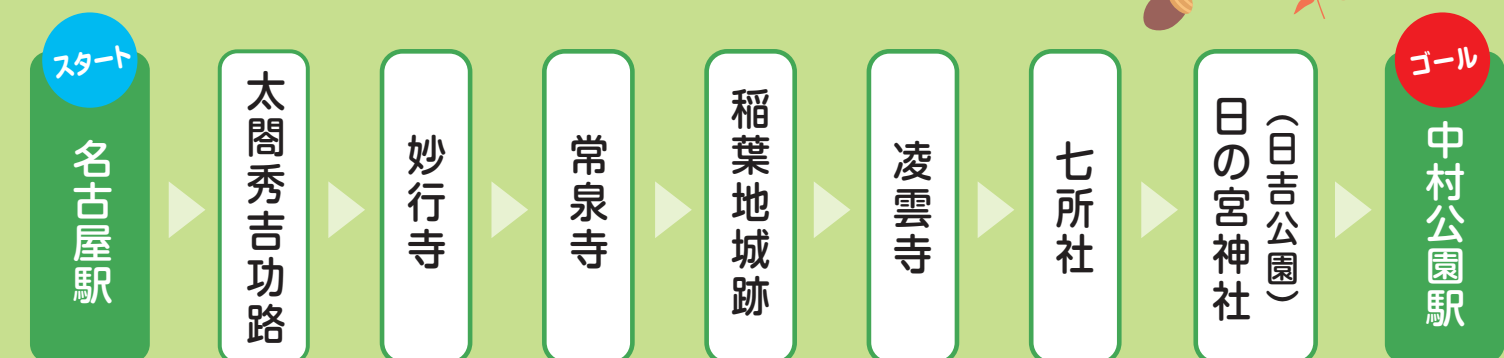 スタート
名古屋駅
太閤秀吉功路
妙行寺
常泉寺
稲葉地城跡
凌雲寺
七所社
日の宮神社
（日吉公園）
ゴール
中村公園駅